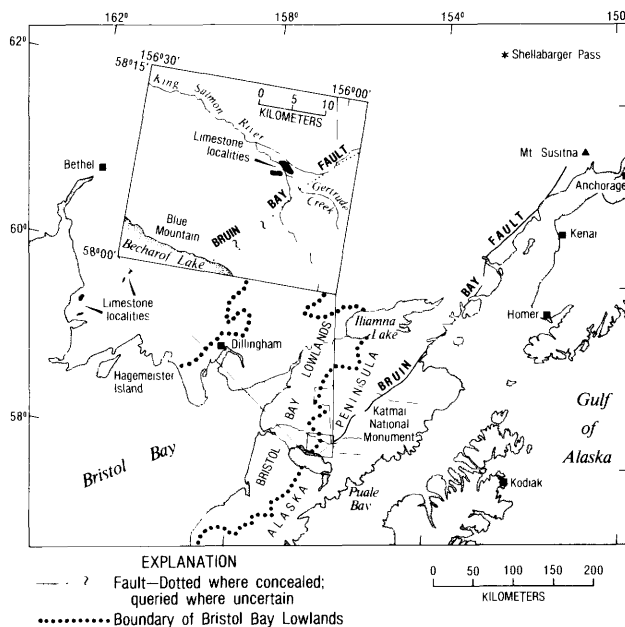 162° 158° 154° 150°
62°
Shellabarger Pass
156°30'
58°15'
156°00'
King Salmon River
0 5 10
KILOMETERS
Limestone
localities
FAULT
Gertrude
Creek
BAY
BRUIN
?
Blue
Mountain
Becharof Lake
58°00'
Bethel
Mt Susitna
Anchorage
60°
FAULT
BAY
BRUIN
Kenai
Homer
Limestone
localities
Iliamna
Lake
Dillingham
Hagemeister
Island
BRISTOL BAY LOWLANDS
ALASKA PENINSULA
Katmai
National
Monument
58°
Gulf
of
Alaska
Bristol Bay
Puale
Bay
Kodiak
EXPLANATION
? Fault—Dotted where concealed;
queried where uncertain
Boundary of Bristol Bay Lowlands
0 50 100 150 200
KILOMETERS